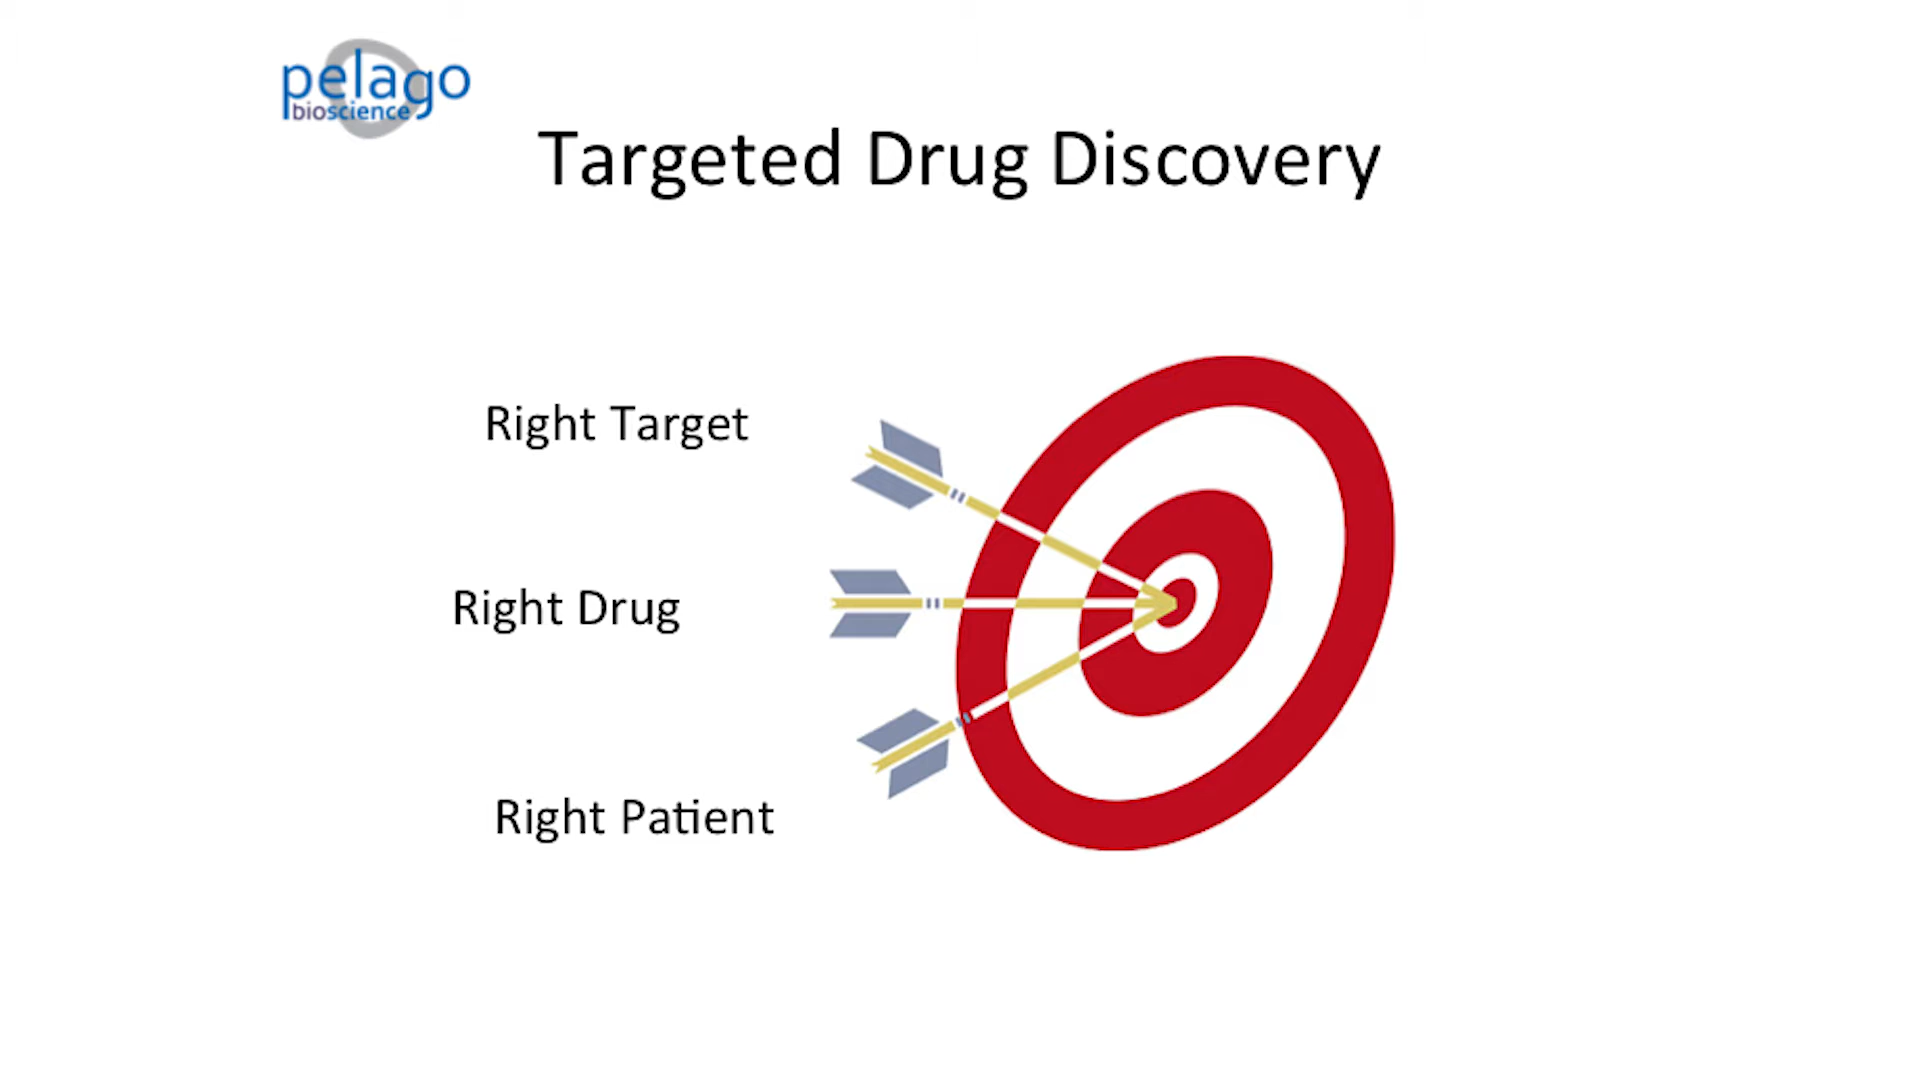 pelago
bioscience
Targeted Drug Discovery
Right Target
Right Drug
Right Patient